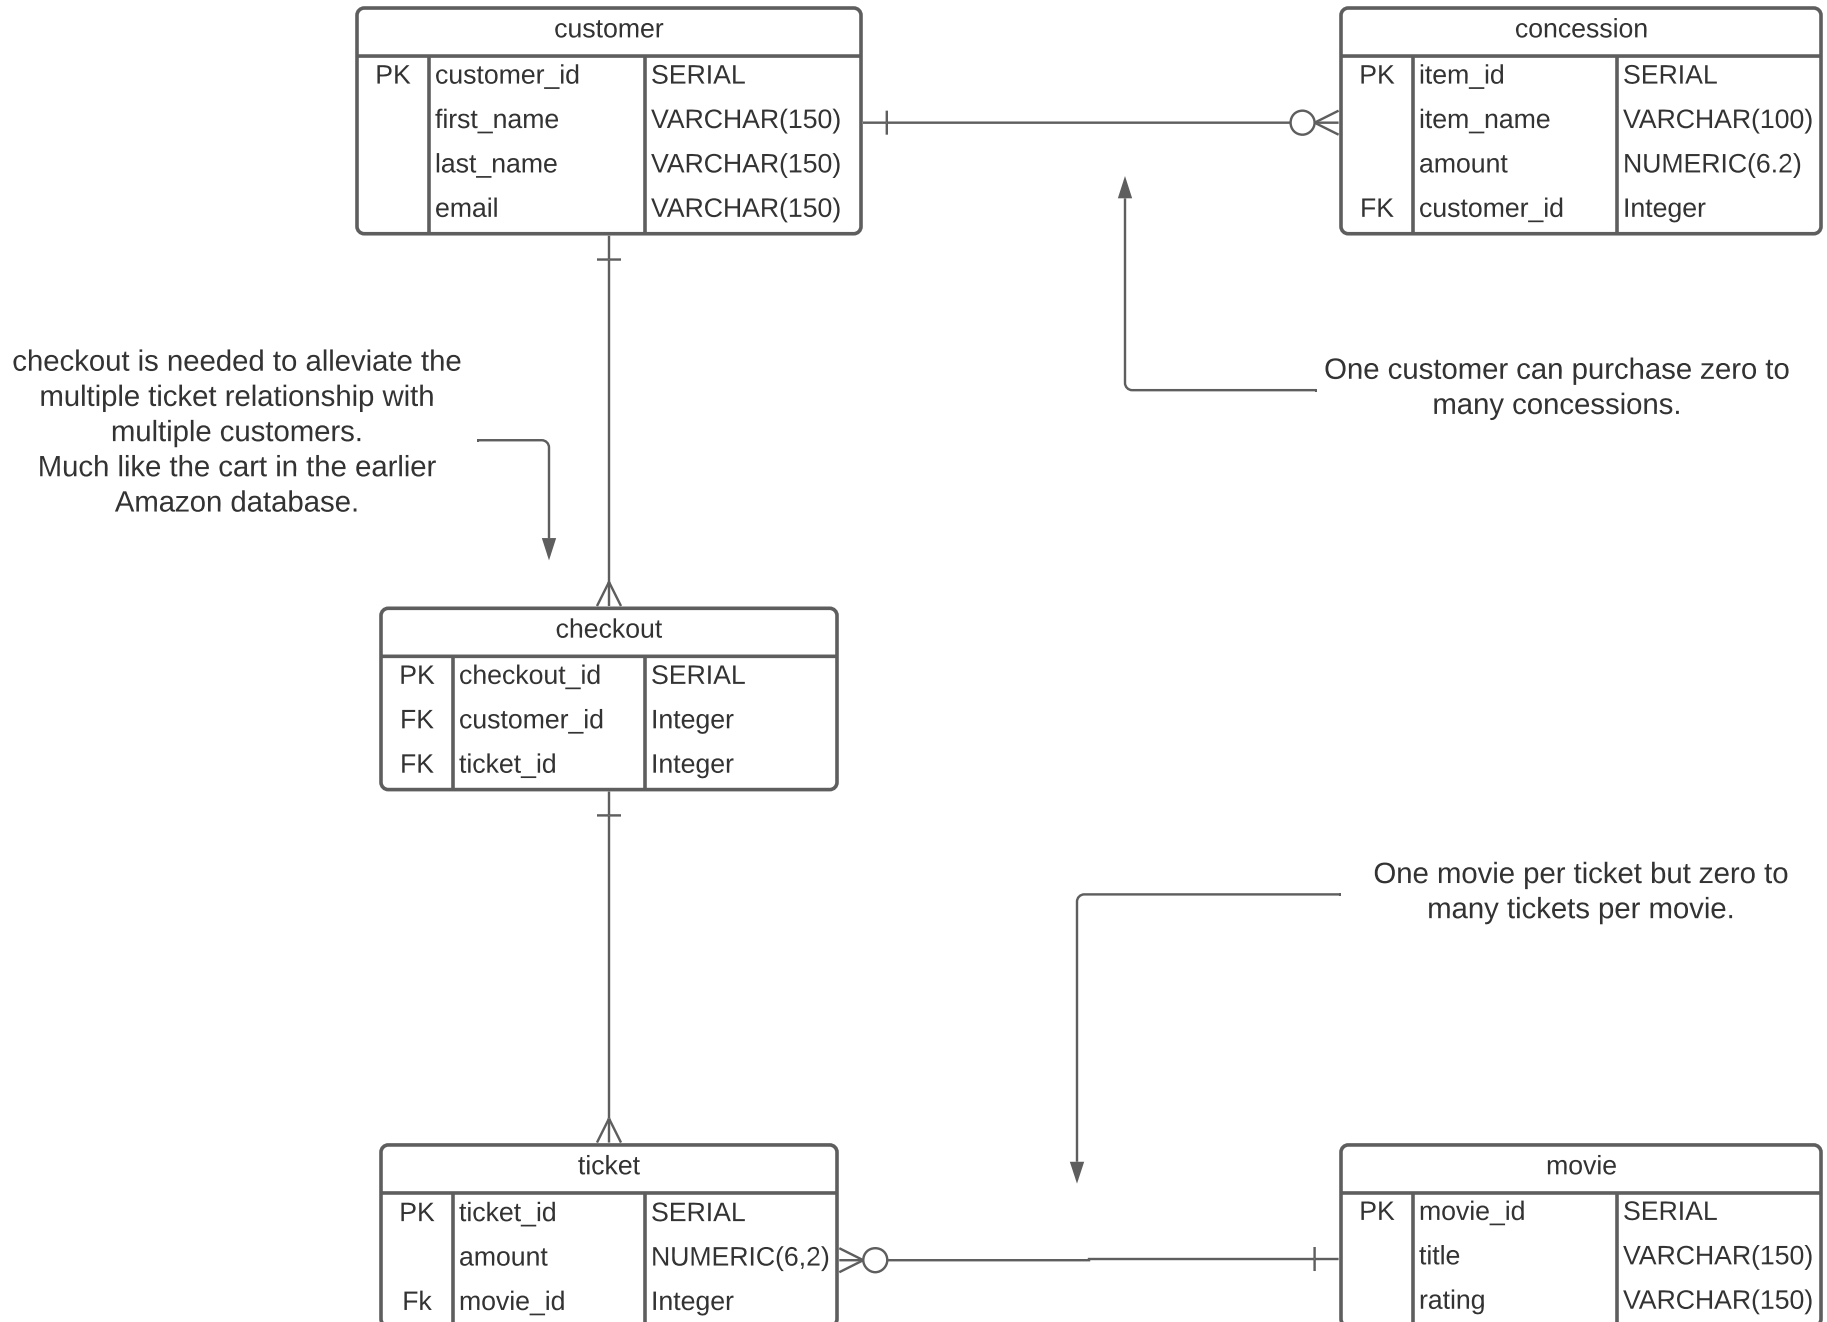 customer
PK customer_id SERIAL
first_name VARCHAR(150)
last_name VARCHAR(150)
email VARCHAR(150)
concession
PK item_id SERIAL
item_name VARCHAR(100)
amount NUMERIC(6.2)
FK customer_id Integer
checkout is needed to alleviate the
multiple ticket relationship with
multiple customers.
Much like the cart in the earlier
Amazon database.
One customer can purchase zero to
many concessions.
checkout
PK checkout_id SERIAL
FK customer_id Integer
FK ticket_id Integer
One movie per ticket but zero to
many tickets per movie.
ticket
PK ticket_id SERIAL
amount NUMERIC(6,2)
Fk movie_id Integer
movie
PK movie_id SERIAL
title VARCHAR(150)
rating VARCHAR(150)